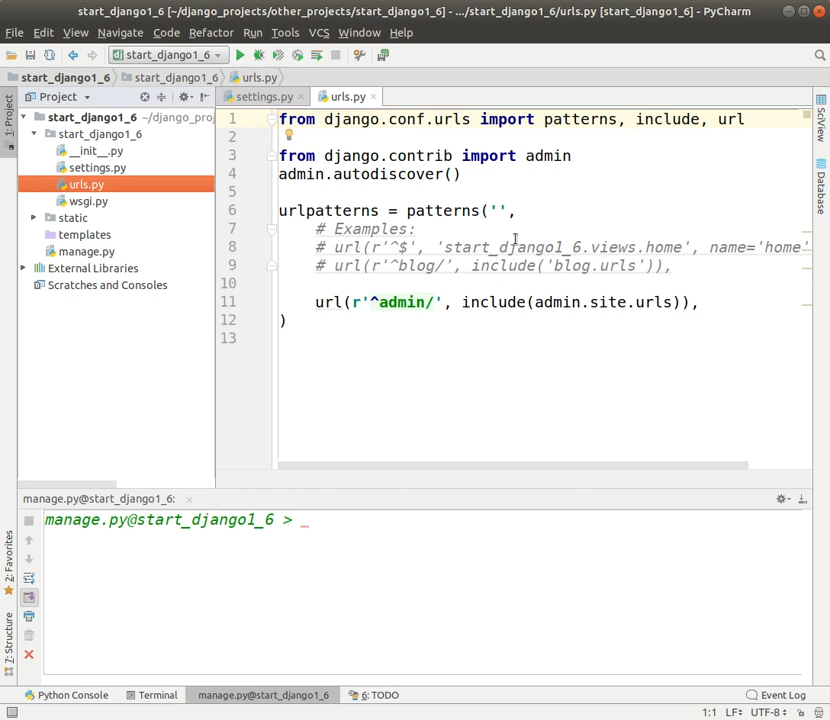 start_django1_6 [~/django_projects/other_projects/start_django1_6] - .../start_django1_6/urls.py [start_django1_6] - PyCharm
File Edit View Navigate Code Refactor Run Tools VCS Window Help
start_django1_6
start_django1_6 start_django1_6 urls.py
1: Project
Project
settings.py urls.py
start_django1_6 ~/django_proj
start_django1_6
__init__.py
settings.py
urls.py
wsgi.py
static
templates
manage.py
External Libraries
Scratches and Consoles
1 from django.conf.urls import patterns, include, url
2
3 from django.contrib import admin
4 admin.autodiscover()
5
6 urlpatterns = patterns('',
7 # Examples:
8 # url(r'^$', 'start_django1_6.views.home', name='home'
9 # url(r'^blog/', include('blog.urls')),
10
11 url(r'^admin/', include(admin.site.urls)),
12 )
13
SciView
Database
manage.py@start_django1_6:
manage.py@start_django1_6 >
2: Favorites
7: Structure
Python Console Terminal manage.py@start_django1_6 6: TODO Event Log
1:1 LF UTF-8